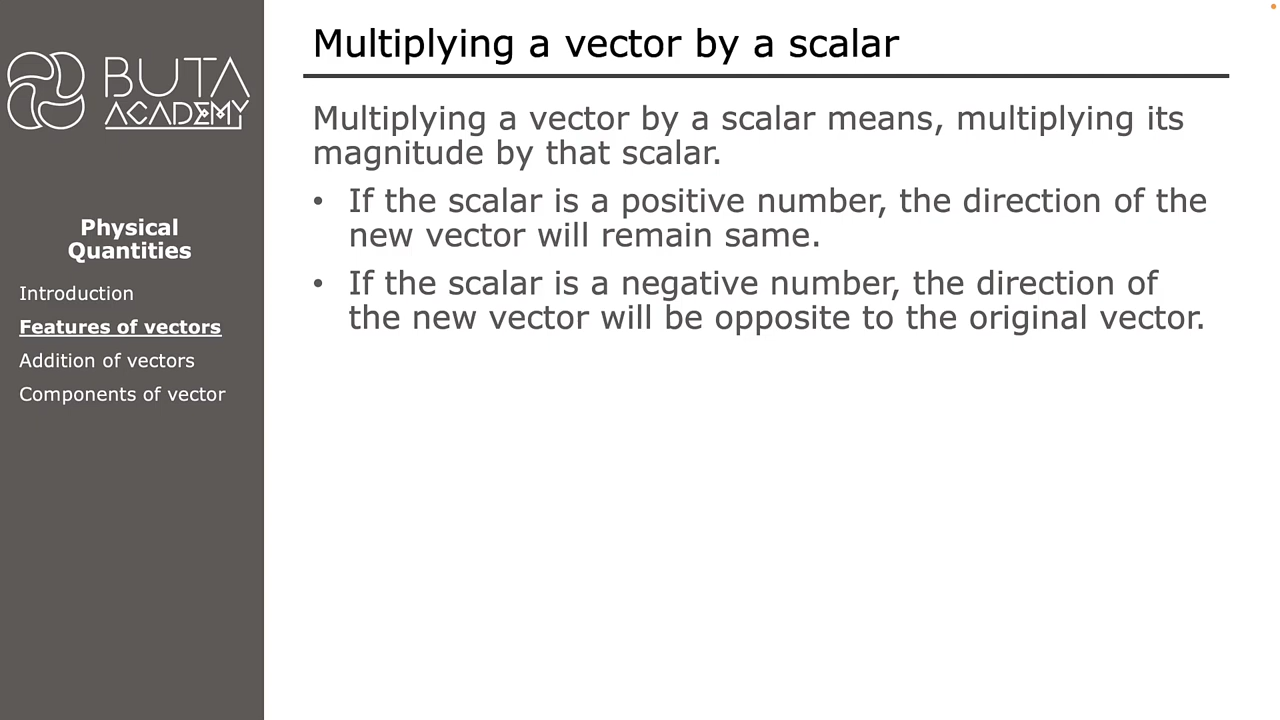 BUTA
ACADEMY
Physical
Quantities
Introduction
Features of vectors
Addition of vectors
Components of vector
Multiplying a vector by a scalar
Multiplying a vector by a scalar means, multiplying its
magnitude by that scalar.
• If the scalar is a positive number, the direction of the
new vector will remain same.
• If the scalar is a negative number, the direction of
the new vector will be opposite to the original vector.